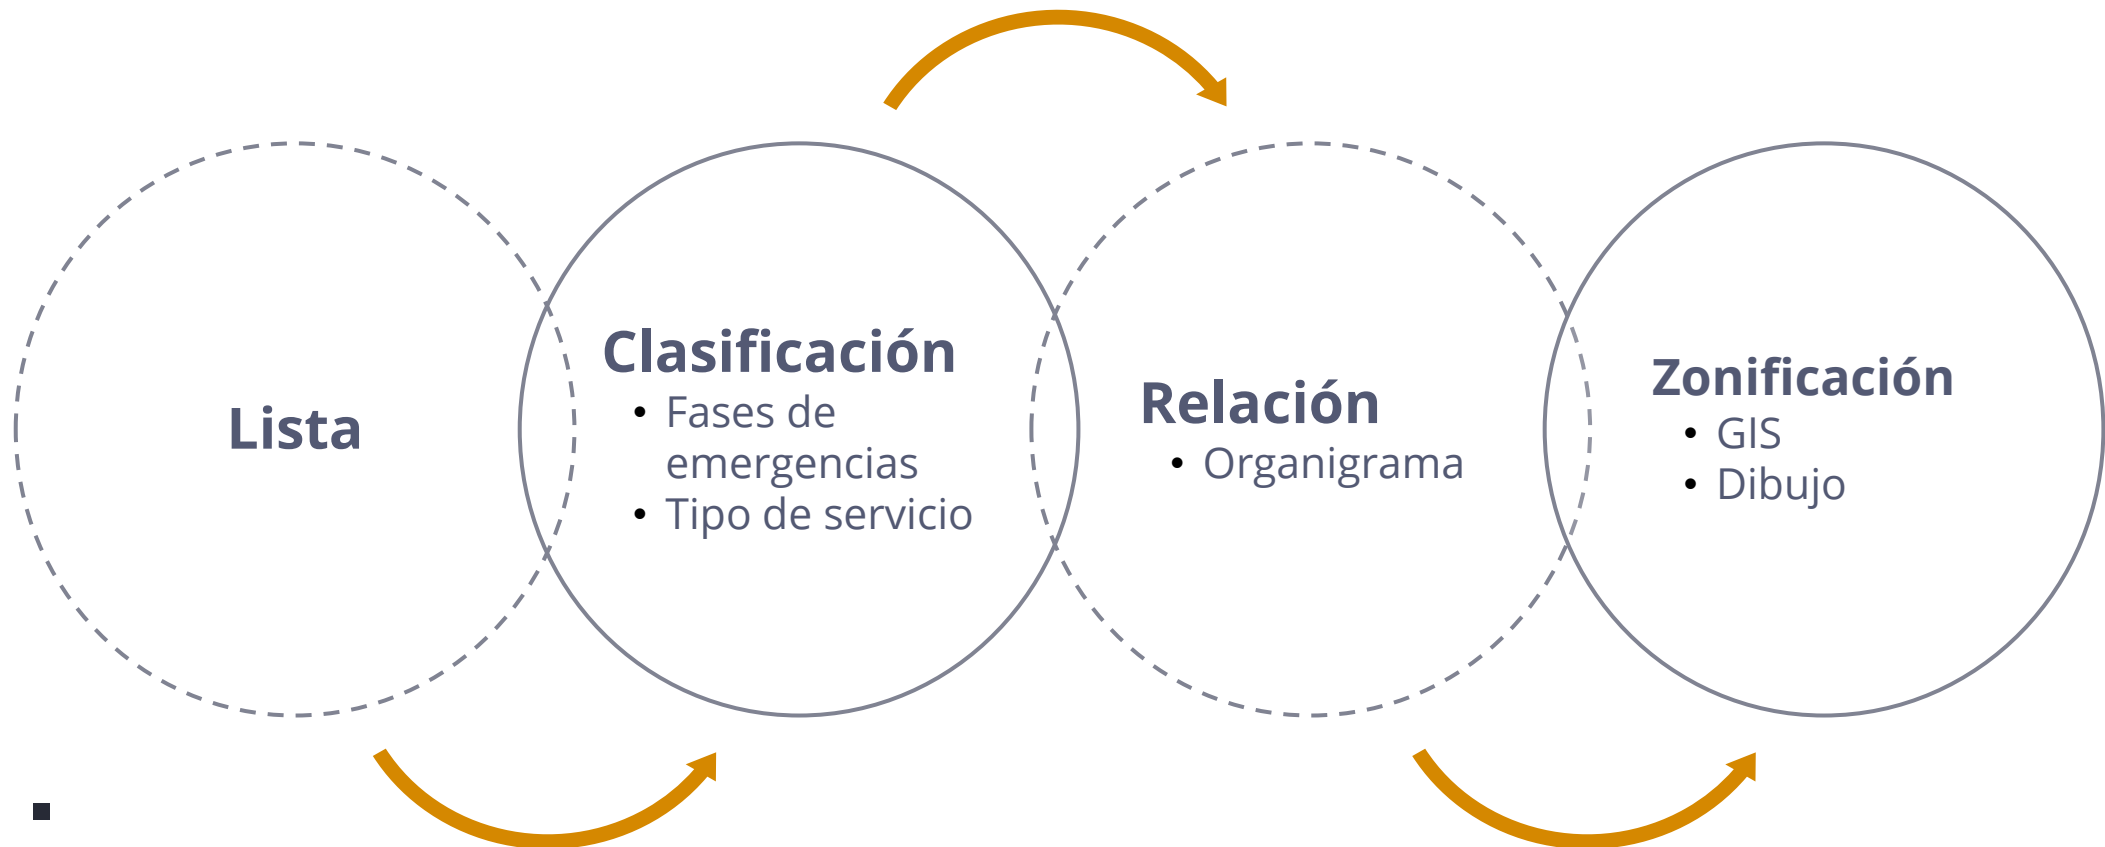 Lista
Clasificación
• Fases de
emergencias
• Tipo de servicio
Relación
• Organigrama
Zonificación
• GIS
• Dibujo